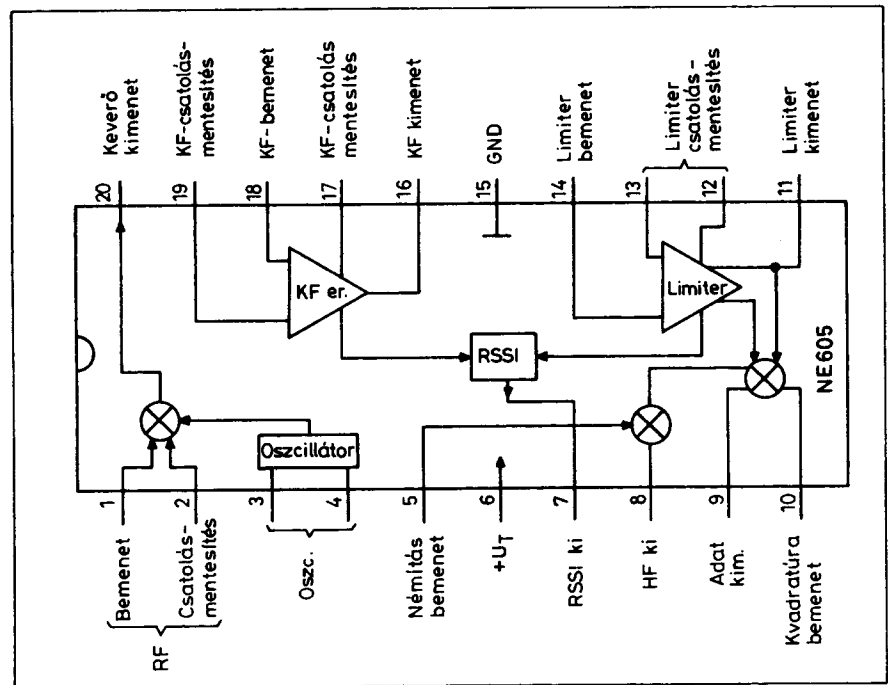 20
19
18
17
16
15
14
13
12
11
Keverő
kimenet
KF-csatolás-
mentesítés
KF-bemenet
KF-csatolás-
mentesítés
KF kimenet
GND
Limiter
bemenet
Limiter
csatolás-
mentesítés
Limiter
kimenet
KF er.
Limiter
RSSI
Oszcillátor
NE605
1
2
3
4
5
6
7
8
9
10
Bemenet
Csatolás-
mentesítés
RF
Oszc.
Némítás
bemenet
+UT
RSSI ki
HF ki
Adat
kim.
Kvadratúra
bemenet